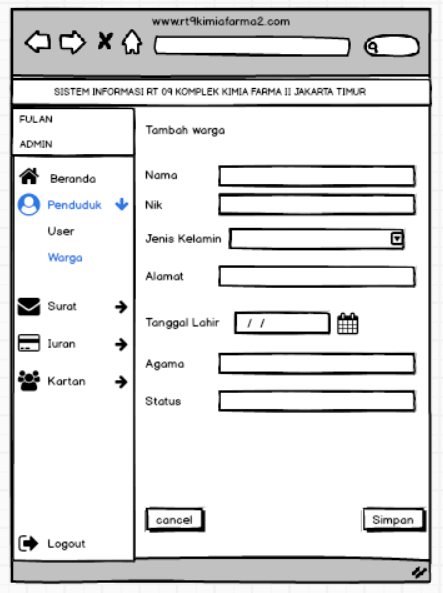 www.rt9kimiafarma2.com
SISTEM INFORMASI RT 09 KOMPLEK KIMIA FARMA II JAKARTA TIMUR
FULAN
ADMIN
Beranda
Penduduk
User
Warga
Surat
Iuran
Kartan
Logout
Tambah warga
Nama
Nik
Jenis Kelamin
Alamat
Tanggal Lahir / /
Agama
Status
cancel
Simpan